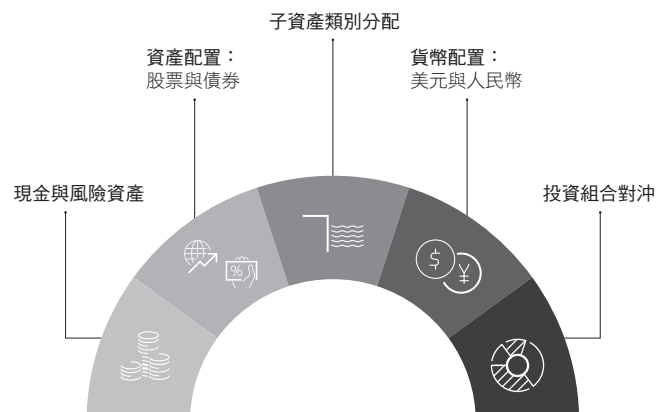 子資產類別分配
資產配置：
股票與債券
貨幣配置：
美元與人民幣
現金與風險資產
投資組合對沖
%
$
¥